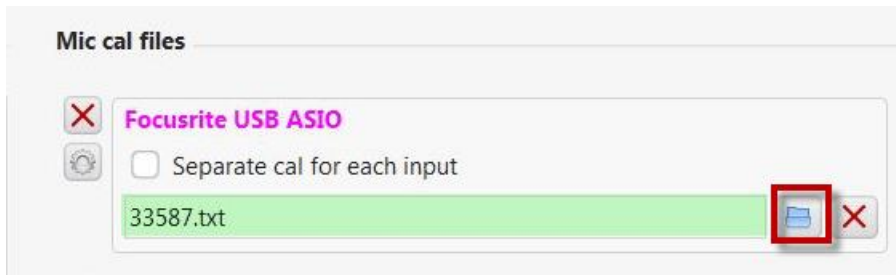 Mic cal files
Focusrite USB ASIO
Separate cal for each input
33587.txt